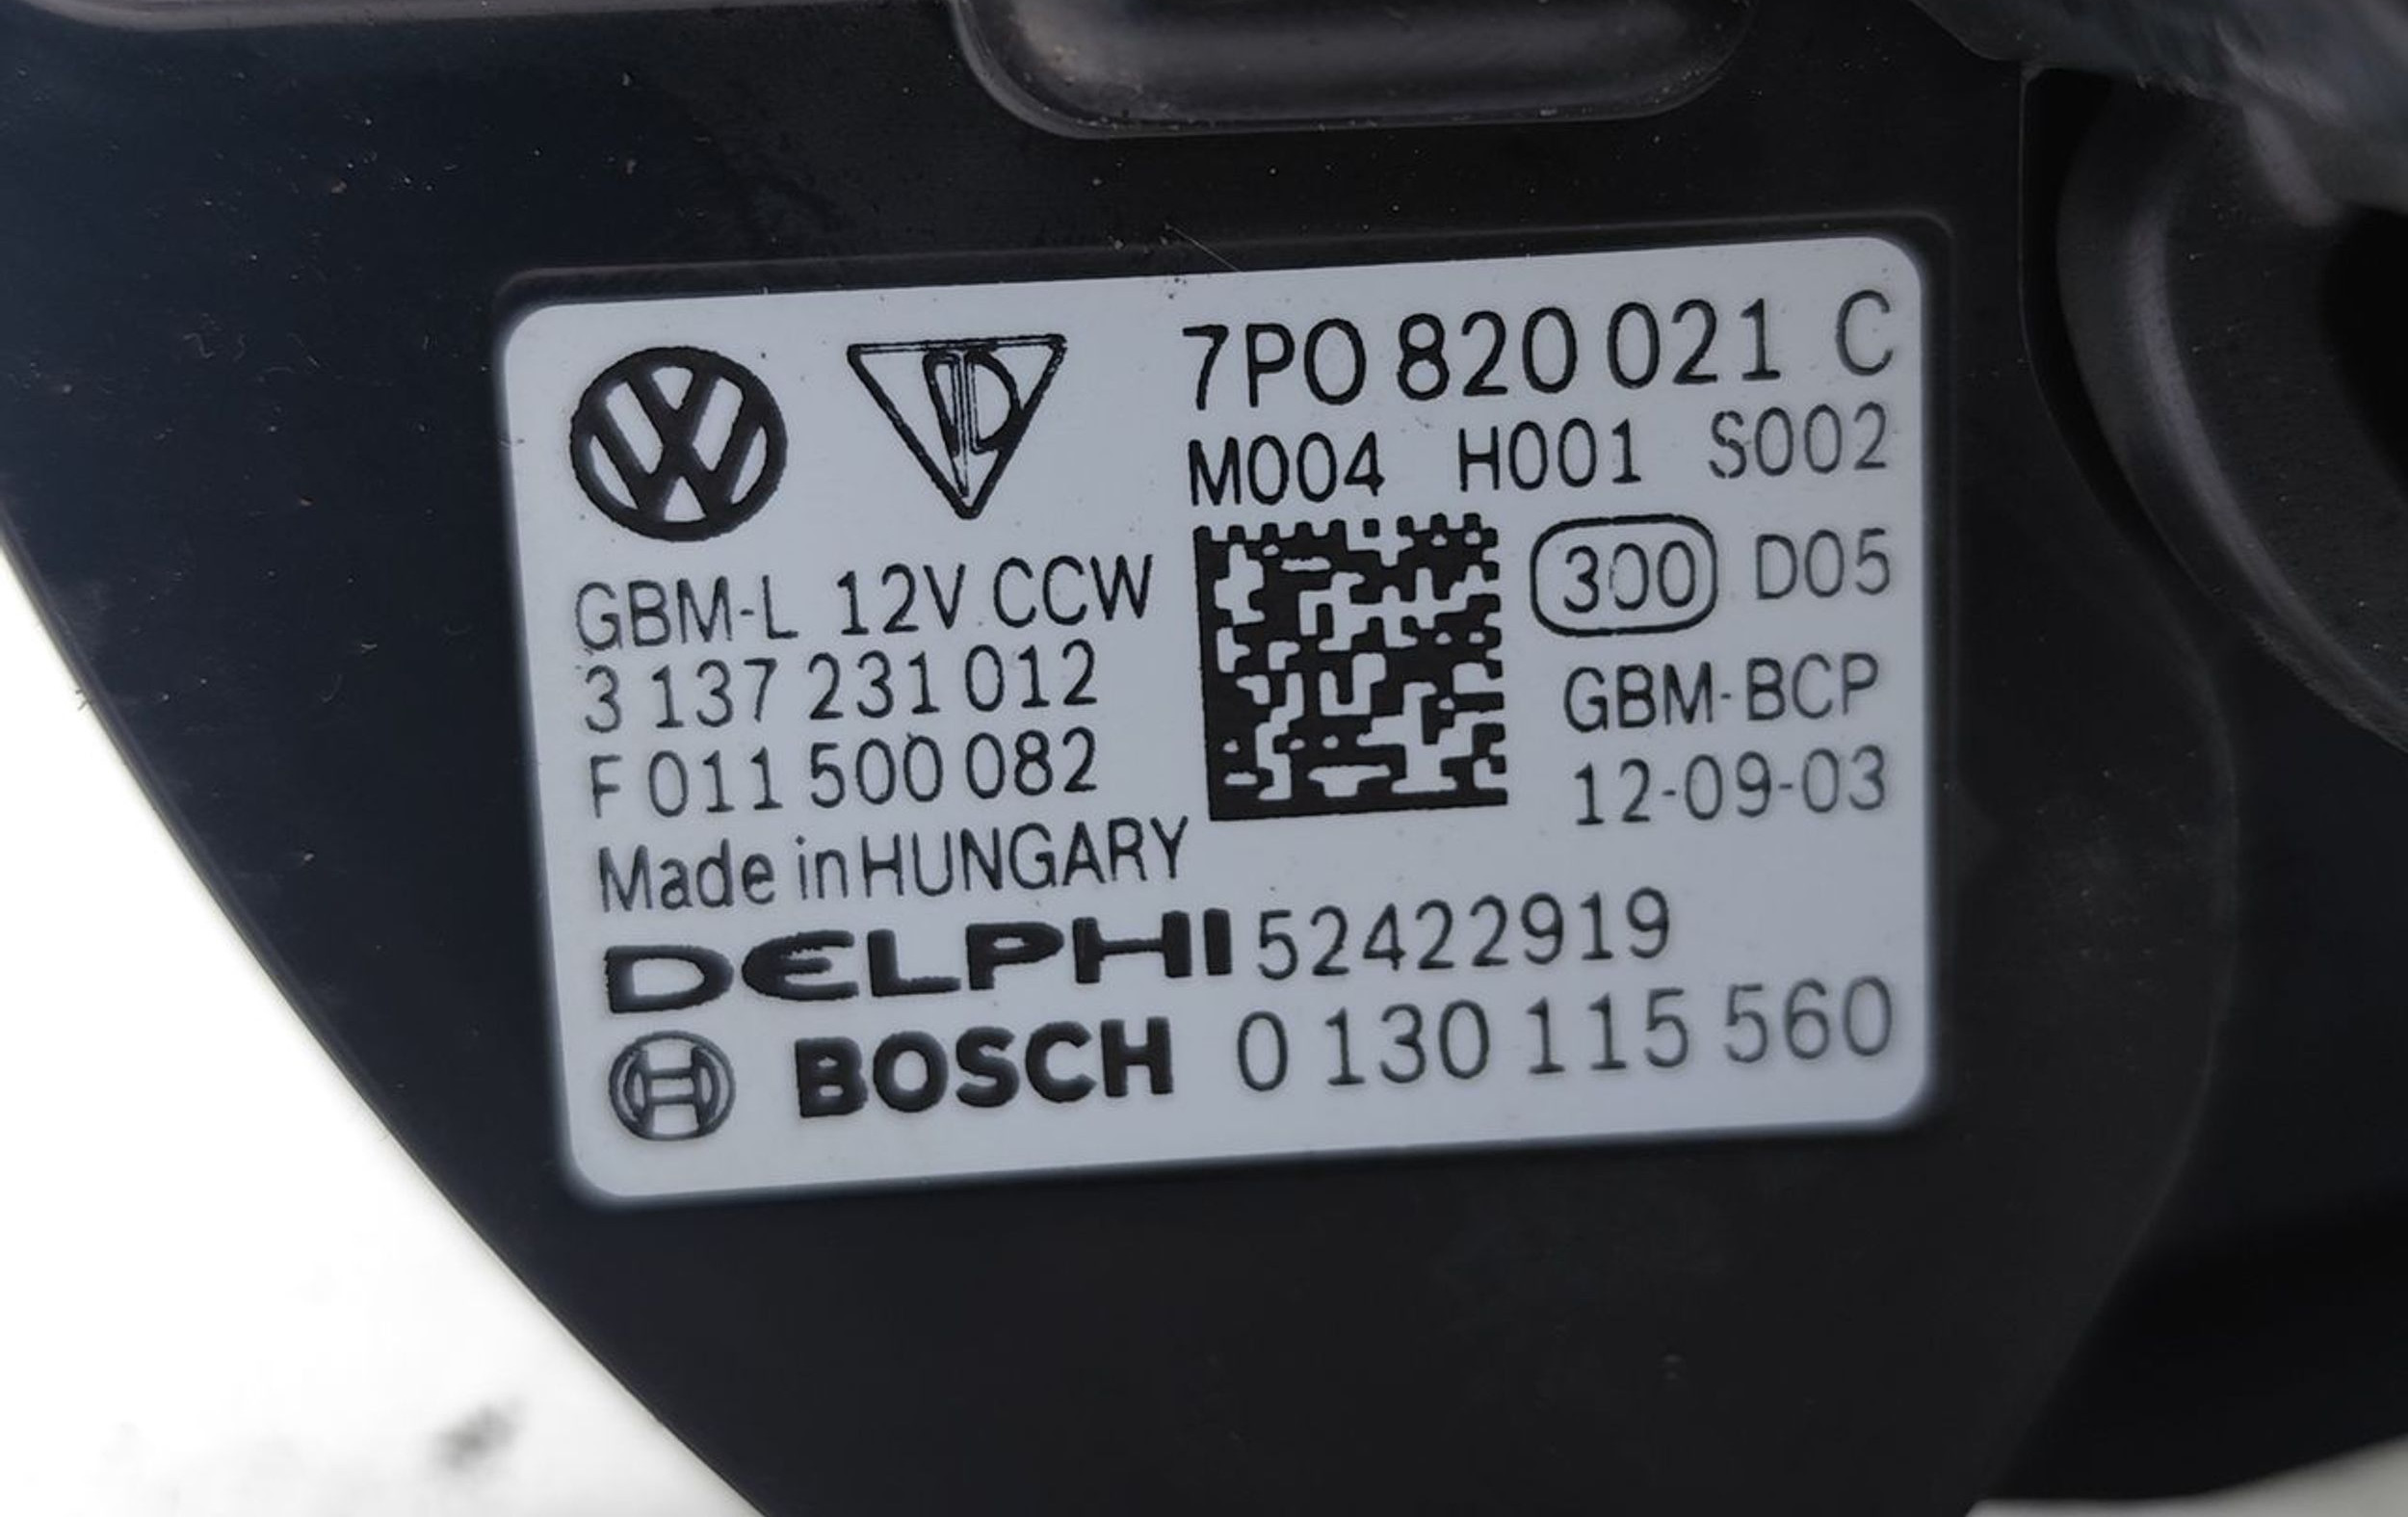 7P0 820 021 C
M004 H001 S002
GBM-L 12V CCW
300 D05
3 137 231 012
GBM-BCP
F 011 500 082
12-09-03
Made in HUNGARY
DELPHI 52422919
BOSCH 0 130 115 560